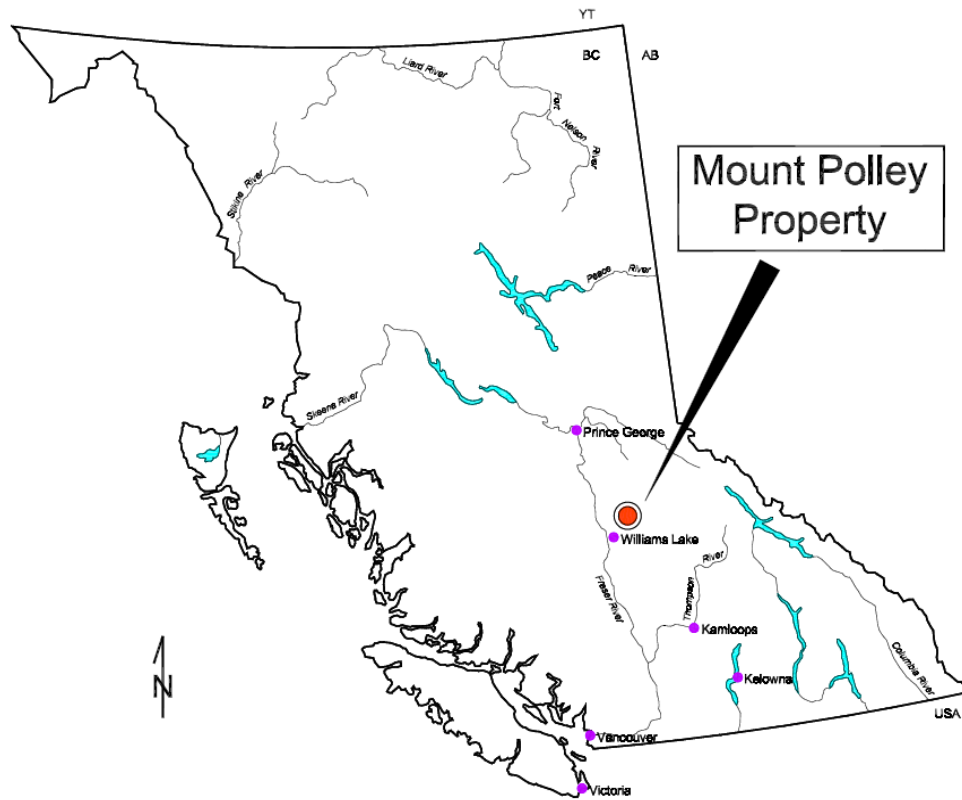 YT
BC
AB
Liard River
Fort
Nelson
River
Mount Polley
Property
Stikine River
Peace River
Skeena River
Prince George
Williams Lake
Fraser River
Thompson
River
Kamloops
Columbia River
Kelowna
N
USA
Vancouver
Victoria